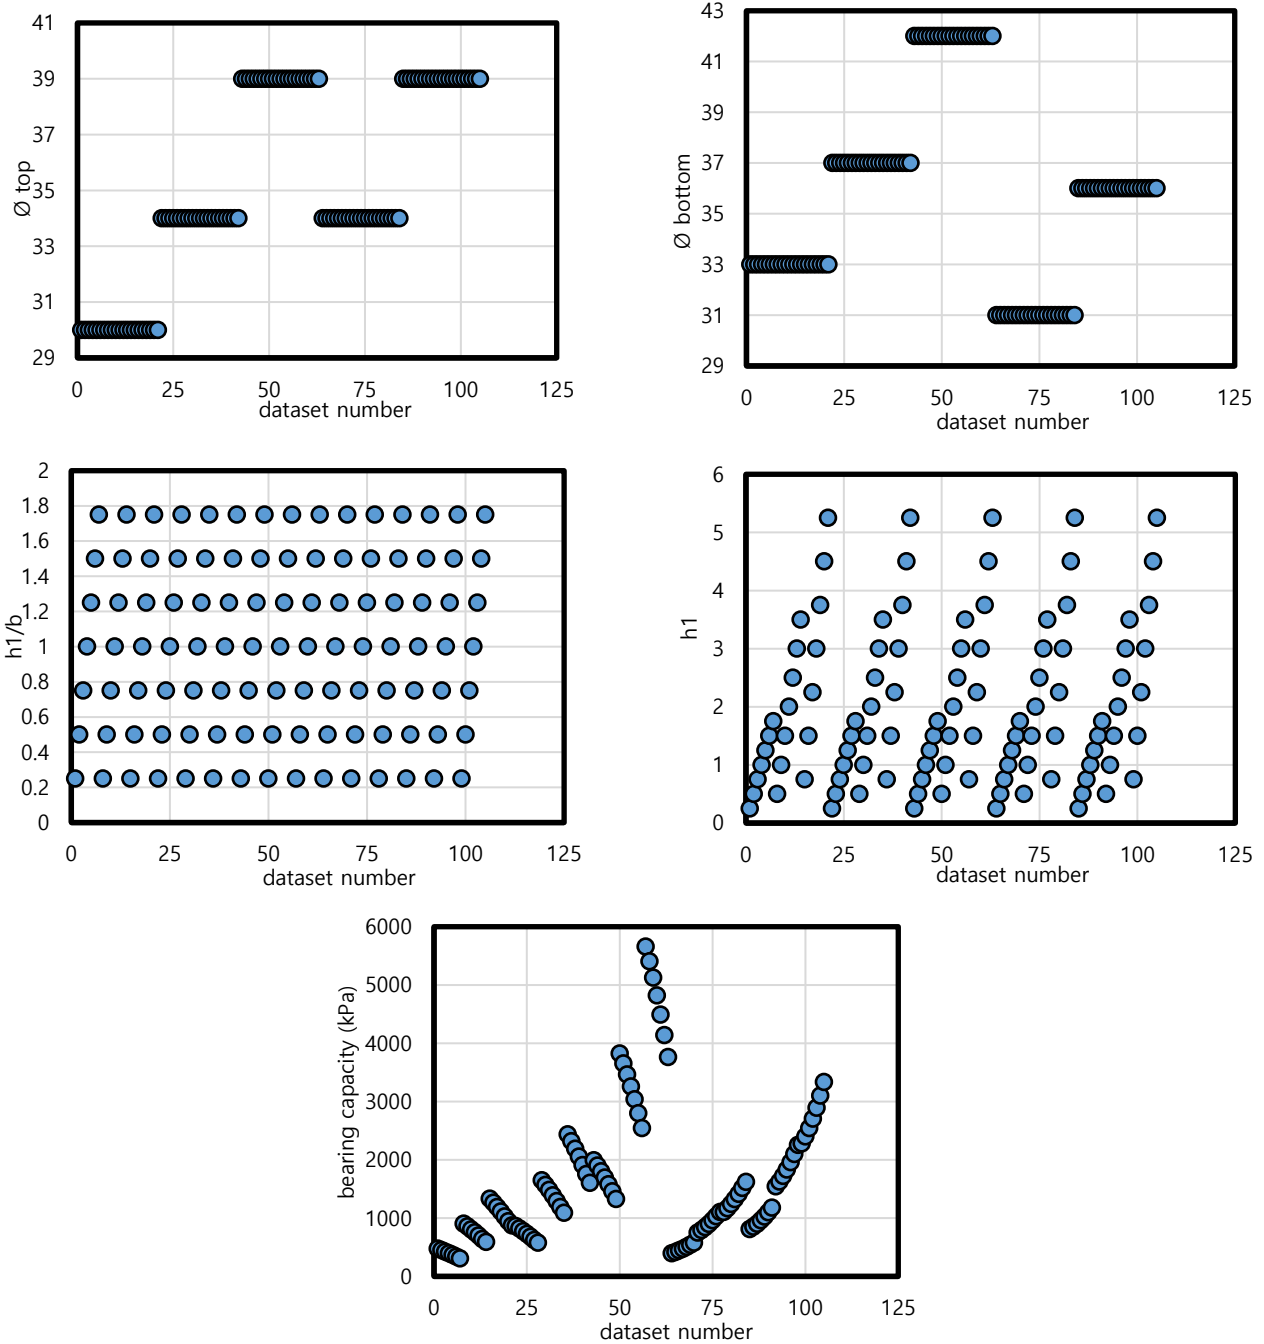 41
39
37
35
33
31
29
Ø top
0 25 50 75 100 125
dataset number
43
41
39
37
35
33
31
29
Ø bottom
0 25 50 75 100 125
dataset number
2
1.8
1.6
1.4
1.2
1
0.8
0.6
0.4
0.2
0
h1/b
0 25 50 75 100 125
dataset number
6
5
4
3
2
1
0
h1
0 25 50 75 100 125
dataset number
6000
5000
4000
3000
2000
1000
0
bearing capacity (kPa)
0 25 50 75 100 125
dataset number